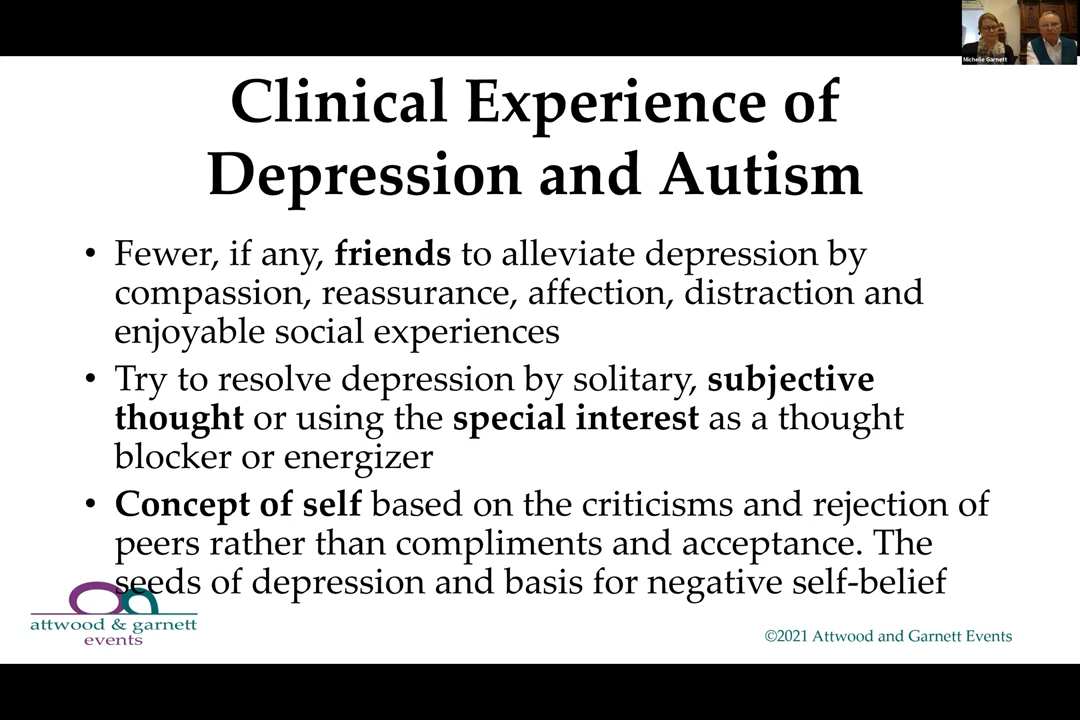 Michelle Garnett
Clinical Experience of
Depression and Autism
• Fewer, if any, friends to alleviate depression by
compassion, reassurance, affection, distraction and
enjoyable social experiences
• Try to resolve depression by solitary, subjective
thought or using the special interest as a thought
blocker or energizer
• Concept of self based on the criticisms and rejection of
peers rather than compliments and acceptance. The
seeds of depression and basis for negative self-belief
attwood & garnett
events
©2021 Attwood and Garnett Events